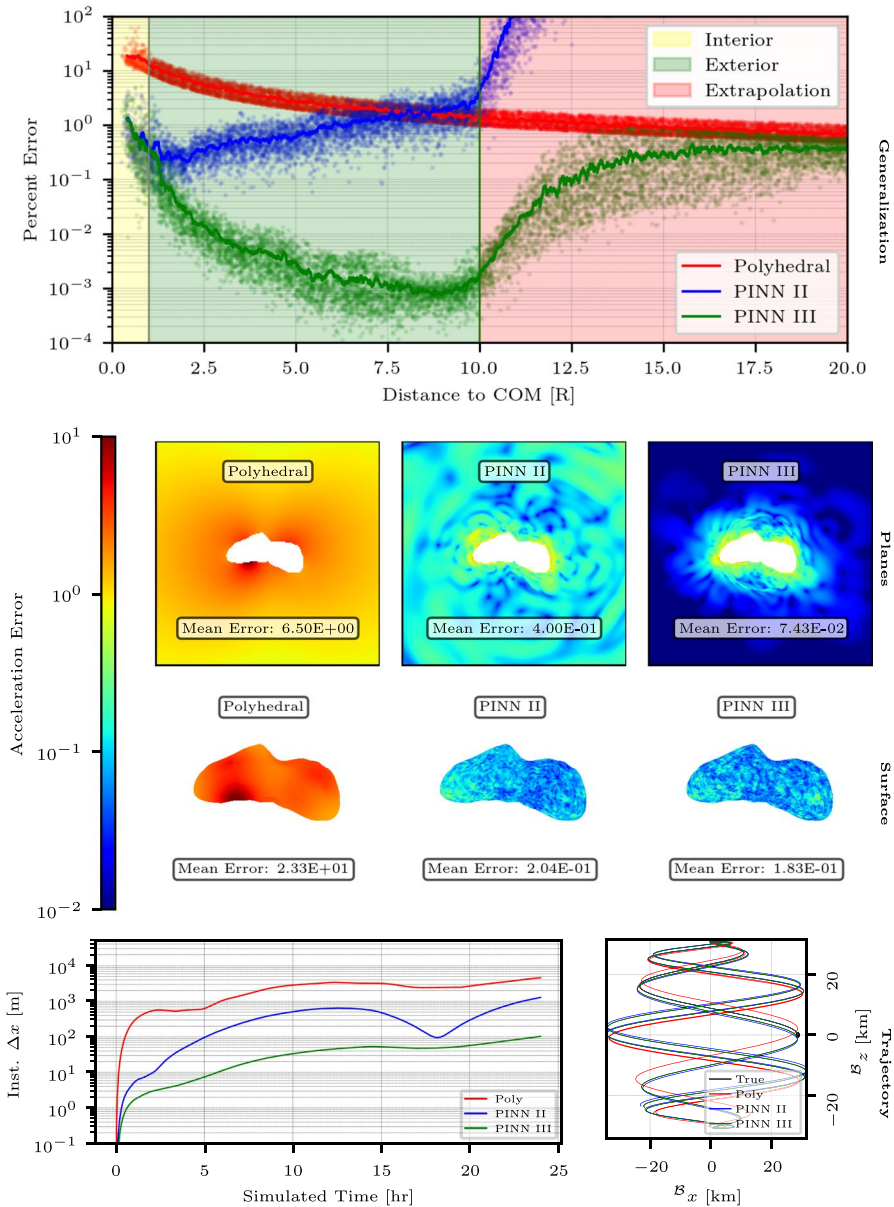 10^2
10^1
10^0
10^-1
10^-2
10^-3
10^-4
Percent Error
Interior
Exterior
Extrapolation
Polyhedral
PINN II
PINN III
0.0 2.5 5.0 7.5 10.0 12.5 15.0 17.5 20.0
Distance to COM [R]
Generalization
10^1
10^0
10^-1
10^-2
Acceleration Error
Polyhedral
Mean Error: 6.50E+00
PINN II
Mean Error: 4.00E-01
PINN III
Mean Error: 7.43E-02
Planes
Polyhedral
Mean Error: 2.33E+01
PINN II
Mean Error: 2.04E-01
PINN III
Mean Error: 1.83E-01
Surface
10^4
10^3
10^2
10^1
10^0
10^-1
Inst. Δx [m]
Poly
PINN II
PINN III
0 5 10 15 20 25
Simulated Time [hr]
True
Poly
PINN II
PINN III
−20 0 20
ᴮx [km]
20
0
−20
ᴮz [km]
Trajectory